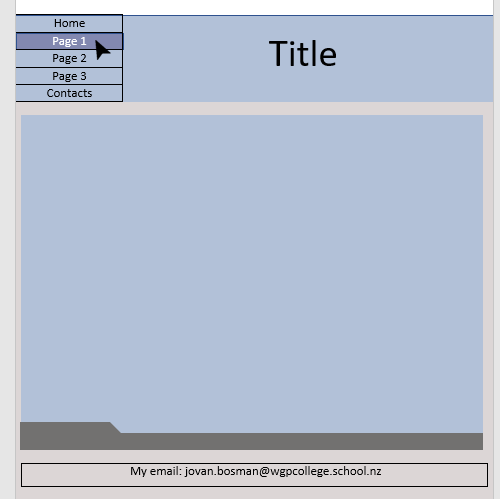 Home
Page 1
Page 2
Page 3
Contacts
Title
My email: jovan.bosman@wgpcollege.school.nz